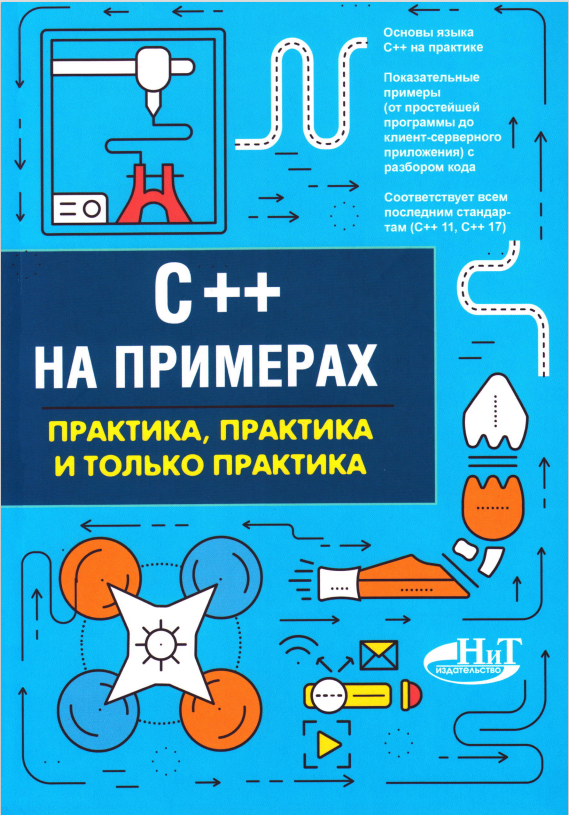 Основы языка
C++ на практике
Показательные
примеры
(от простейшей
программы до
клиент-серверного
приложения) с
разбором кода
Соответствует всем
последним стандар-
там (C++ 11, C++ 17)
C++
НА ПРИМЕРАХ
ПРАКТИКА, ПРАКТИКА
И ТОЛЬКО ПРАКТИКА
НиТ
издательство